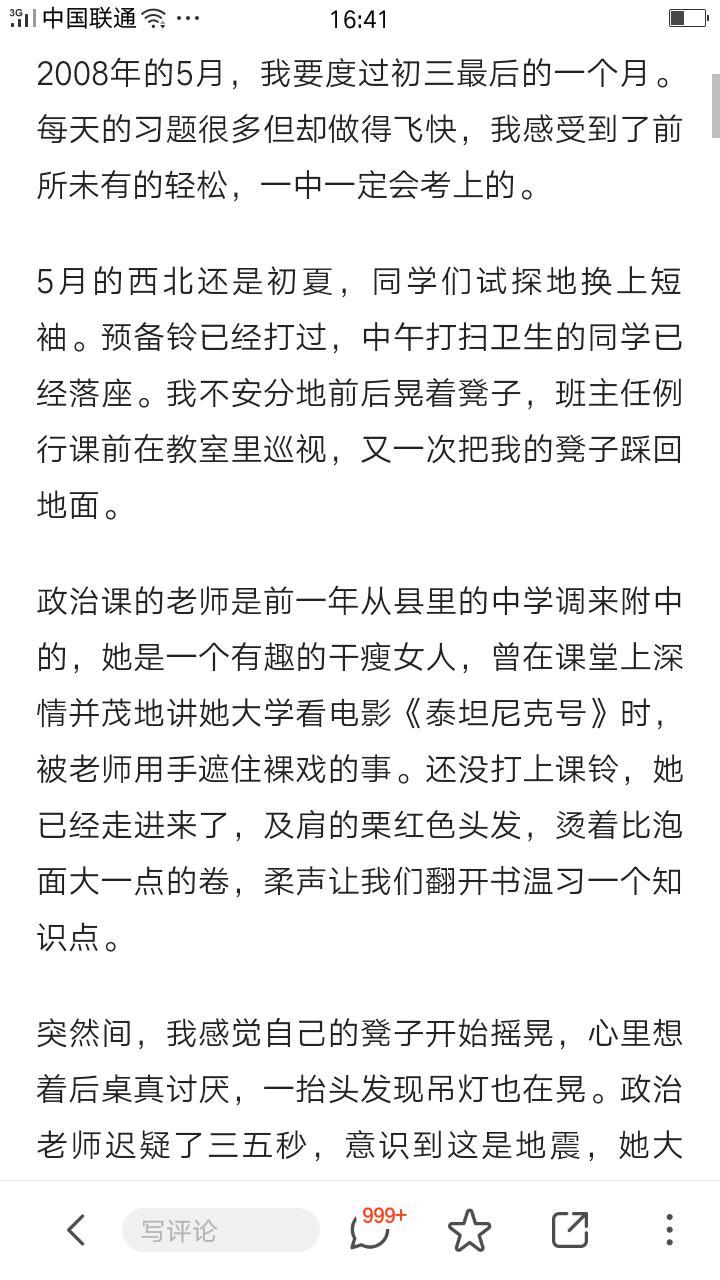 3G 中国联通 ... 16:41
2008年的5月，我要度过初三最后的一个月。
每天的习题很多但却做得飞快，我感受到了前
所未有的轻松，一中一定会考上的。
5月的西北还是初夏，同学们试探地换上短
袖。预备铃已经打过，中午打扫卫生的同学已
经落座。我不安分地前后晃着凳子，班主任例
行课前在教室里巡视，又一次把我的凳子踩回
地面。
政治课的老师是前一年从县里的中学调来附中
的，她是一个有趣的干瘦女人，曾在课堂上深
情并茂地讲她大学看电影《泰坦尼克号》时，
被老师用手遮住裸戏的事。还没打上课铃，她
已经走进来了，及肩的栗红色头发，烫着比泡
面大一点的卷，柔声让我们翻开书温习一个知
识点。
突然间，我感觉自己的凳子开始摇晃，心里想
着后桌真讨厌，一抬头发现吊灯也在晃。政治
老师迟疑了三五秒，意识到这是地震，她大
写评论 999+